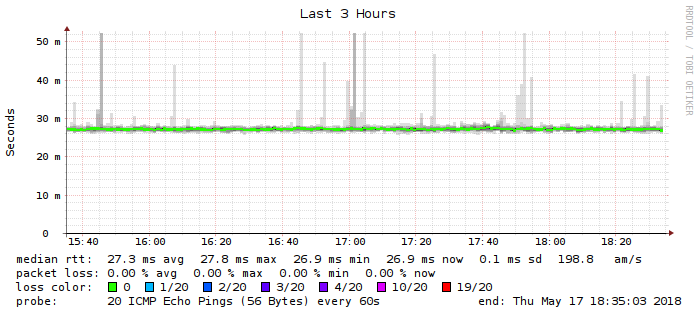 Last 3 Hours
RRDTOOL / TOBI OETIKER
Seconds
50 m
40 m
30 m
20 m
10 m
0
15:40 16:00 16:20 16:40 17:00 17:20 17:40 18:00 18:20
median rtt: 27.3 ms avg 27.8 ms max 26.9 ms min 26.9 ms now 0.1 ms sd 198.8 am/s
packet loss: 0.00 % avg 0.00 % max 0.00 % min 0.00 % now
loss color: 0 1/20 2/20 3/20 4/20 10/20 19/20
probe: 20 ICMP Echo Pings (56 Bytes) every 60s end: Thu May 17 18:35:03 2018